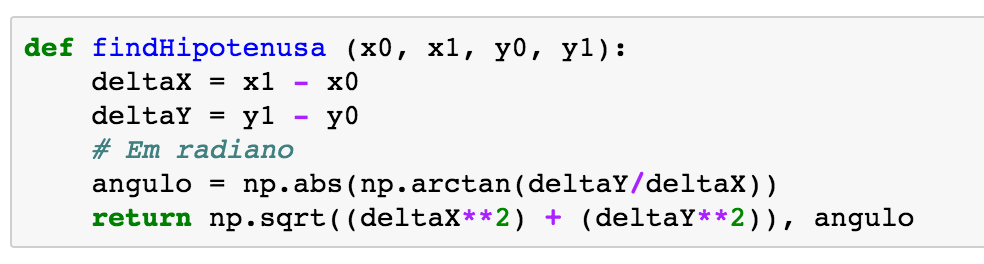 def findHipotenusa (x0, x1, y0, y1):
    deltaX = x1 - x0
    deltaY = y1 - y0
    # Em radiano
    angulo = np.abs(np.arctan(deltaY/deltaX))
    return np.sqrt((deltaX**2) + (deltaY**2)), angulo